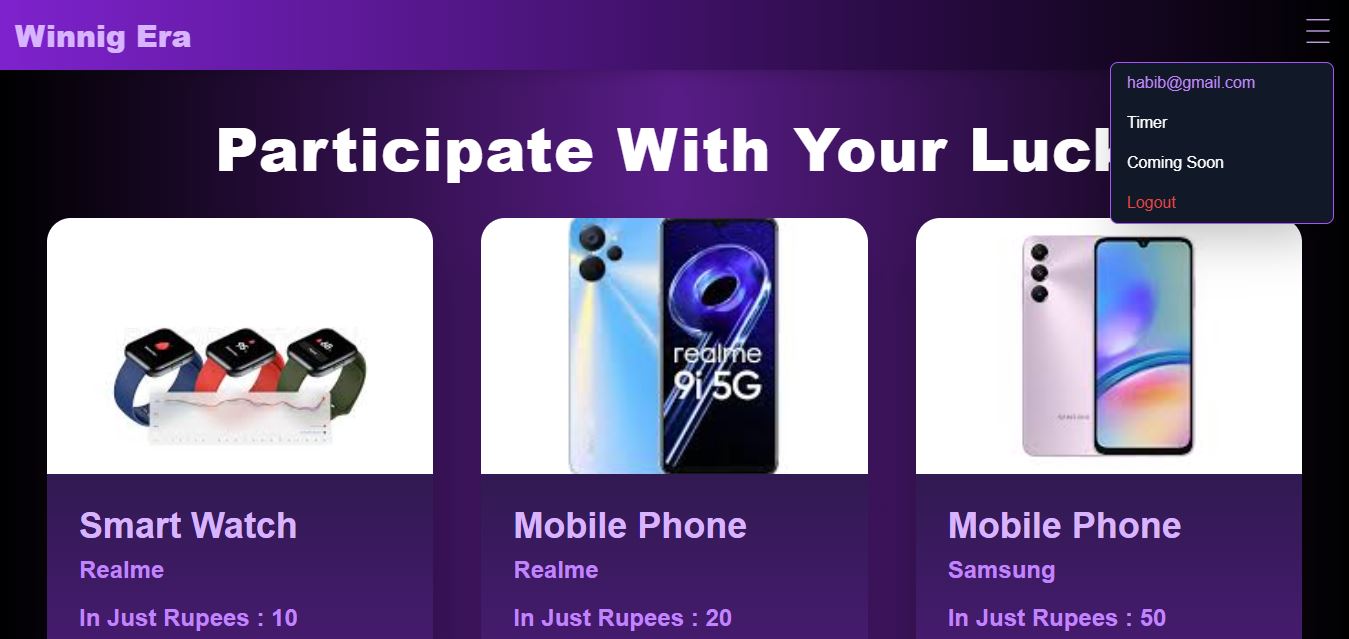 Winnig Era
habib@gmail.com
Timer
Coming Soon
Logout
Participate With Your Luck
Smart Watch
Realme
In Just Rupees : 10
realme
9i 5G
Mobile Phone
Realme
In Just Rupees : 20
SAMSUNG
Mobile Phone
Samsung
In Just Rupees : 50